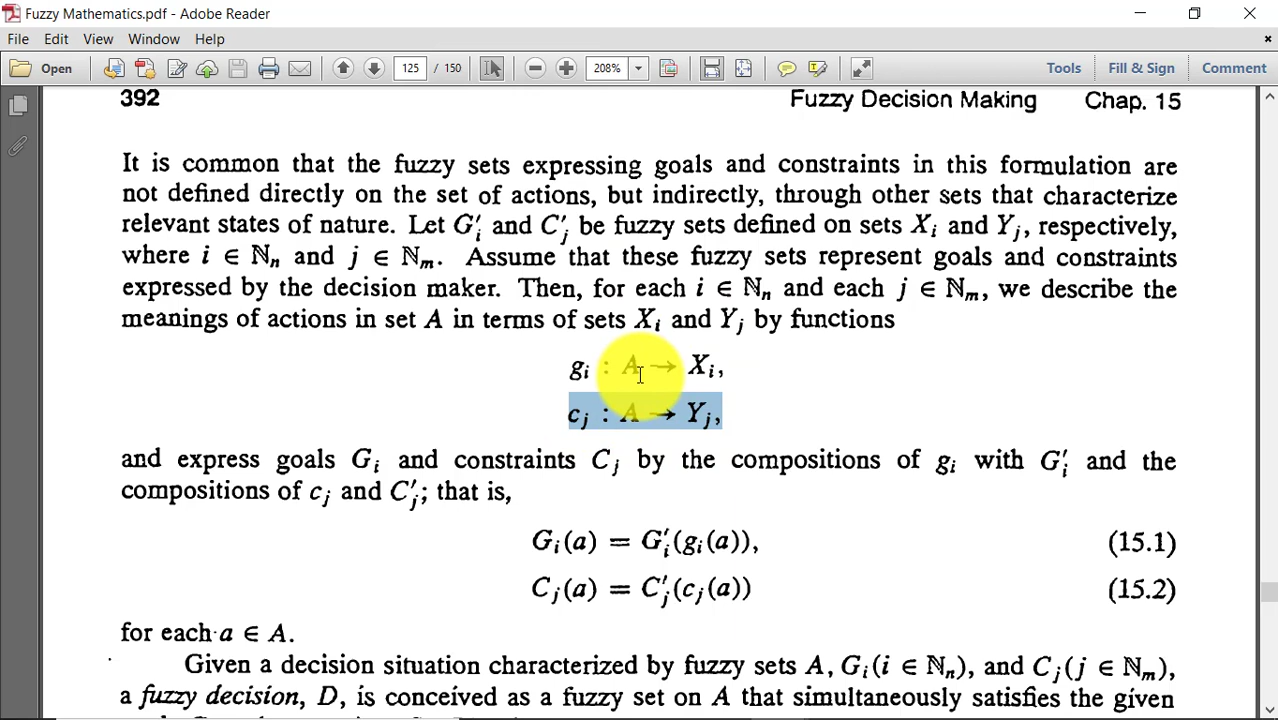 Fuzzy Mathematics.pdf - Adobe Reader
File Edit View Window Help
Open 125 / 150 208% Tools Fill & Sign Comment
392 Fuzzy Decision Making Chap. 15
It is common that the fuzzy sets expressing goals and constraints in this formulation are
not defined directly on the set of actions, but indirectly, through other sets that characterize
relevant states of nature. Let G′ᵢ and C′ⱼ be fuzzy sets defined on sets Xᵢ and Yⱼ, respectively,
where i ∈ ℕₙ and j ∈ ℕₘ. Assume that these fuzzy sets represent goals and constraints
expressed by the decision maker. Then, for each i ∈ ℕₙ and each j ∈ ℕₘ, we describe the
meanings of actions in set A in terms of sets Xᵢ and Yⱼ by functions
gᵢ : A → Xᵢ,
cⱼ : A → Yⱼ,
and express goals Gᵢ and constraints Cⱼ by the compositions of gᵢ with G′ᵢ and the
compositions of cⱼ and C′ⱼ; that is,
Gᵢ(a) = G′ᵢ(gᵢ(a)), (15.1)
Cⱼ(a) = C′ⱼ(cⱼ(a)) (15.2)
for each a ∈ A.
Given a decision situation characterized by fuzzy sets A, Gᵢ(i ∈ ℕₙ), and Cⱼ(j ∈ ℕₘ),
a fuzzy decision, D, is conceived as a fuzzy set on A that simultaneously satisfies the given